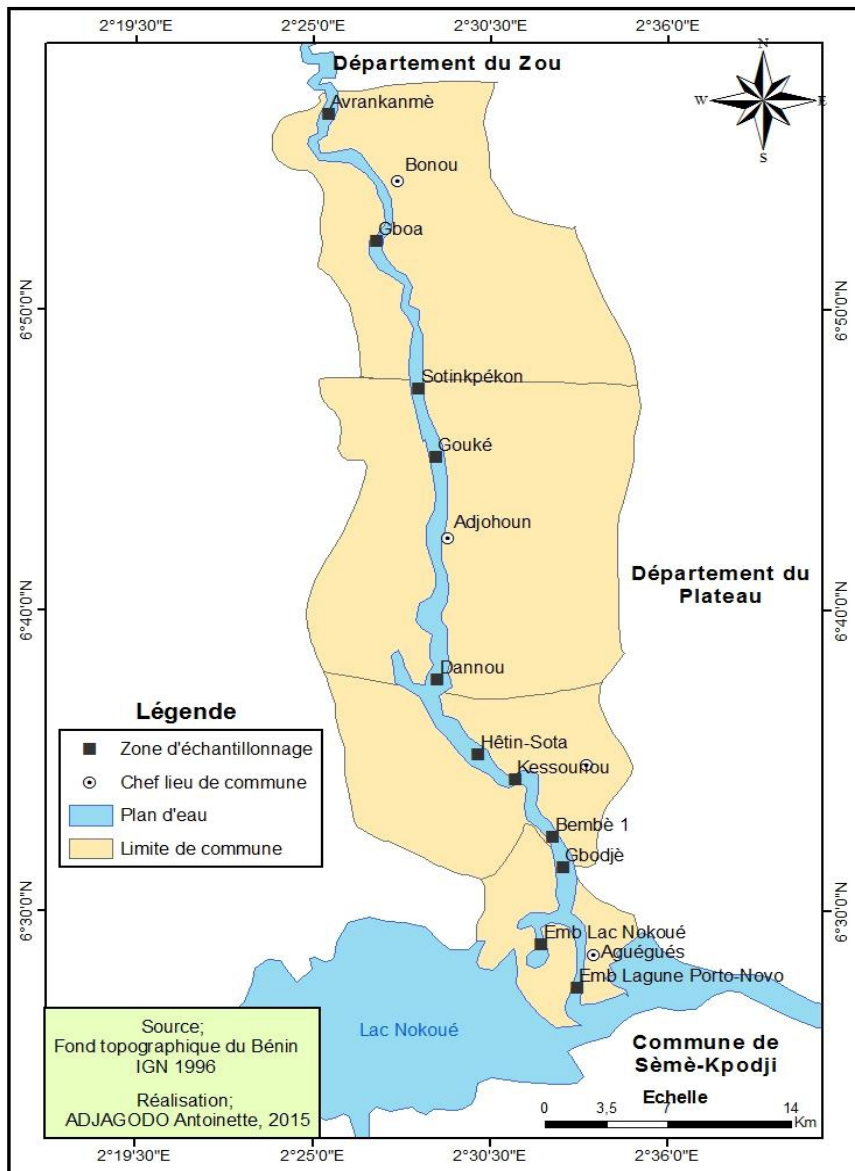 2°19'30"E 2°25'0"E 2°30'30"E 2°36'0"E
Département du Zou
N
W E
S
Avrankanmè
Bonou
Gboa
6°50'0"N 6°50'0"N
Sotinkpékon
Gouké
Adjohoun
Département du
Plateau
6°40'0"N 6°40'0"N
Dannou
Légende
Zone d'échantillonnage
Chef lieu de commune
Plan d'eau
Limite de commune
Hêtin-Sota
Kessounou
Bembè 1
Gbodjè
6°30'0"N 6°30'0"N
Emb Lac Nokoué
Aguégués
Emb Lagune Porto-Novo
Lac Nokoué
Source;
Fond topographique du Bénin
IGN 1996
Réalisation;
ADJAGODO Antoinette, 2015
Commune de
Sèmè-Kpodji
Echelle
0 3,5 7 14
Km
2°19'30"E 2°25'0"E 2°30'30"E 2°36'0"E